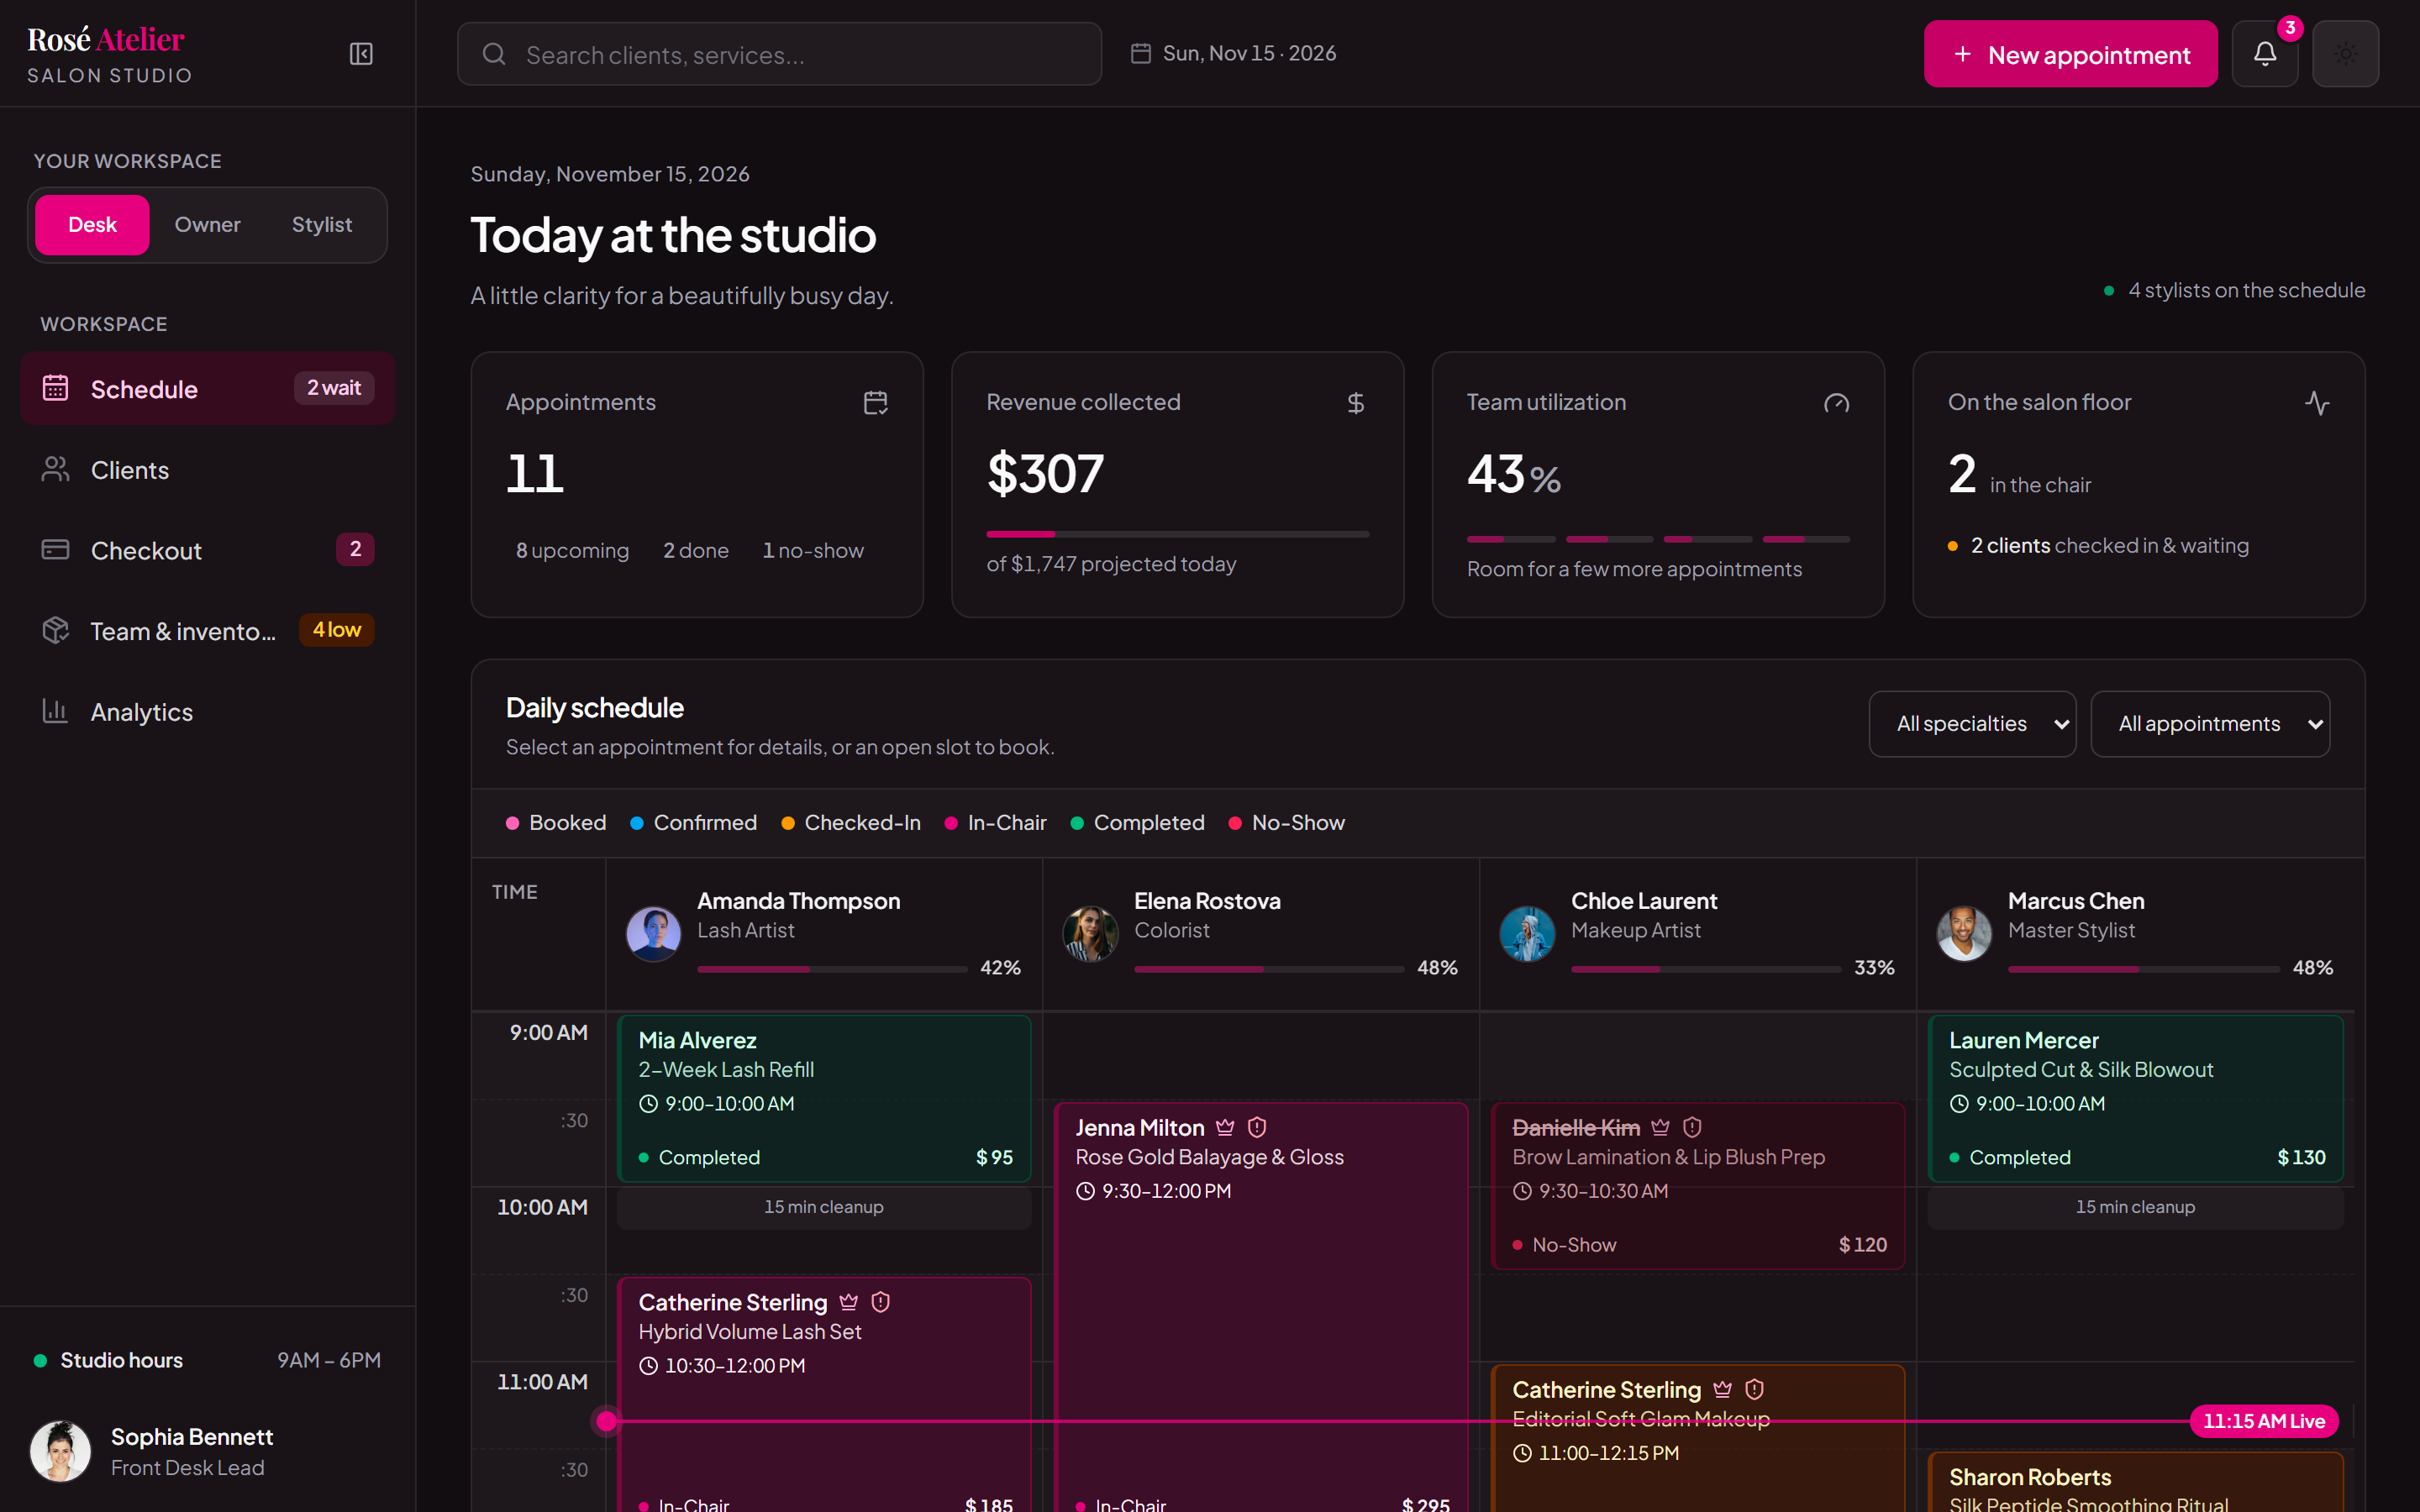 Rosé Atelier
SALON STUDIO
Search clients, services...
Sun, Nov 15 · 2026
New appointment
3
YOUR WORKSPACE
Desk
Owner
Stylist
WORKSPACE
Schedule
2 wait
Clients
Checkout
2
Team & invento...
4 low
Analytics
Studio hours
9AM – 6PM
Sophia Bennett
Front Desk Lead
Sunday, November 15, 2026
Today at the studio
A little clarity for a beautifully busy day.
4 stylists on the schedule
Appointments
11
8 upcoming
2 done
1 no-show
Revenue collected
$307
of $1,747 projected today
Team utilization
43%
Room for a few more appointments
On the salon floor
2 in the chair
2 clients checked in & waiting
Daily schedule
Select an appointment for details, or an open slot to book.
All specialties
All appointments
Booked
Confirmed
Checked-In
In-Chair
Completed
No-Show
TIME
Amanda Thompson
Lash Artist
42%
Elena Rostova
Colorist
48%
Chloe Laurent
Makeup Artist
33%
Marcus Chen
Master Stylist
48%
9:00 AM
:30
10:00 AM
:30
11:00 AM
:30
Mia Alverez
2-Week Lash Refill
9:00–10:00 AM
Completed
$95
15 min cleanup
Catherine Sterling
Hybrid Volume Lash Set
10:30–12:00 PM
In-Chair
$185
Jenna Milton
Rose Gold Balayage & Gloss
9:30–12:00 PM
In-Chair
$295
Danielle Kim
Brow Lamination & Lip Blush Prep
9:30–10:30 AM
No-Show
$120
Catherine Sterling
Editorial Soft Glam Makeup
11:00–12:15 PM
Lauren Mercer
Sculpted Cut & Silk Blowout
9:00–10:00 AM
Completed
$130
15 min cleanup
11:15 AM Live
Sharon Roberts
Silk Peptide Smoothing Ritual